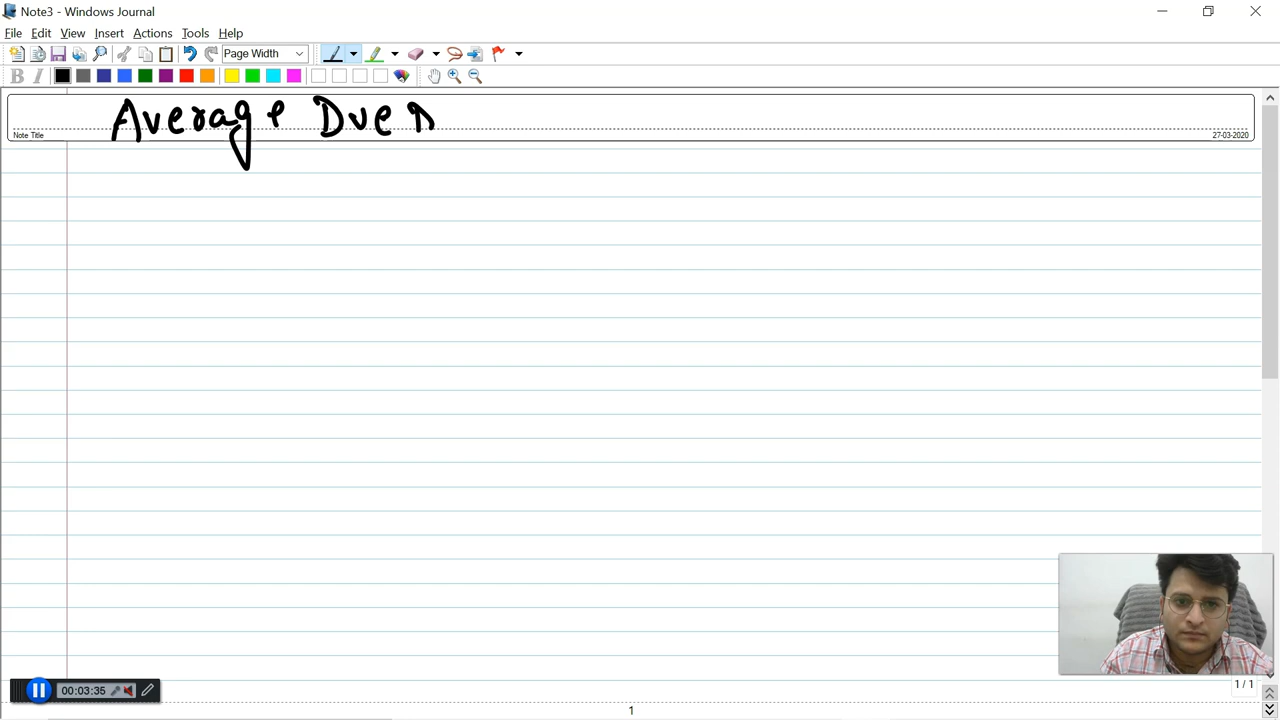 Note3 - Windows Journal
File Edit View Insert Actions Tools Help
Page Width
B I
Average Due D
Note Title
27-03-2020
00:03:35
1 / 1
1